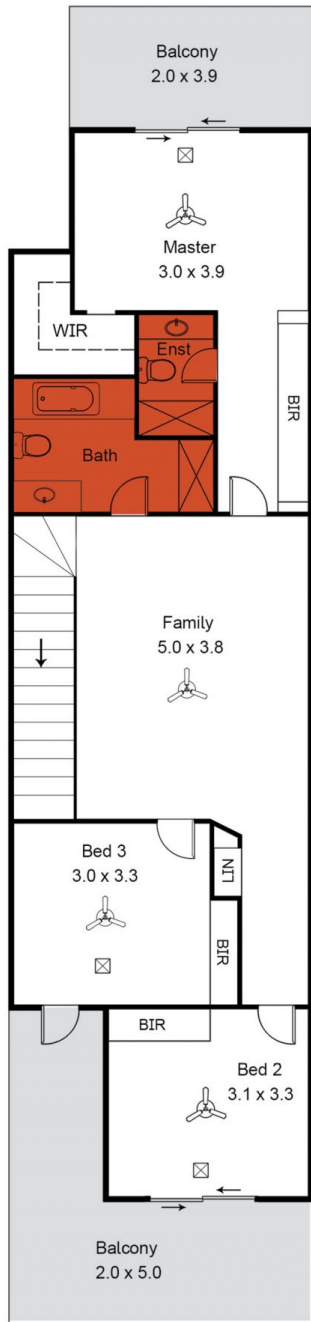 Balcony
2.0 x 3.9
Master
3.0 x 3.9
WIR
Enst
BIR
Bath
Family
5.0 x 3.8
Bed 3
3.0 x 3.3
LIN
BIR
BIR
Bed 2
3.1 x 3.3
Balcony
2.0 x 5.0